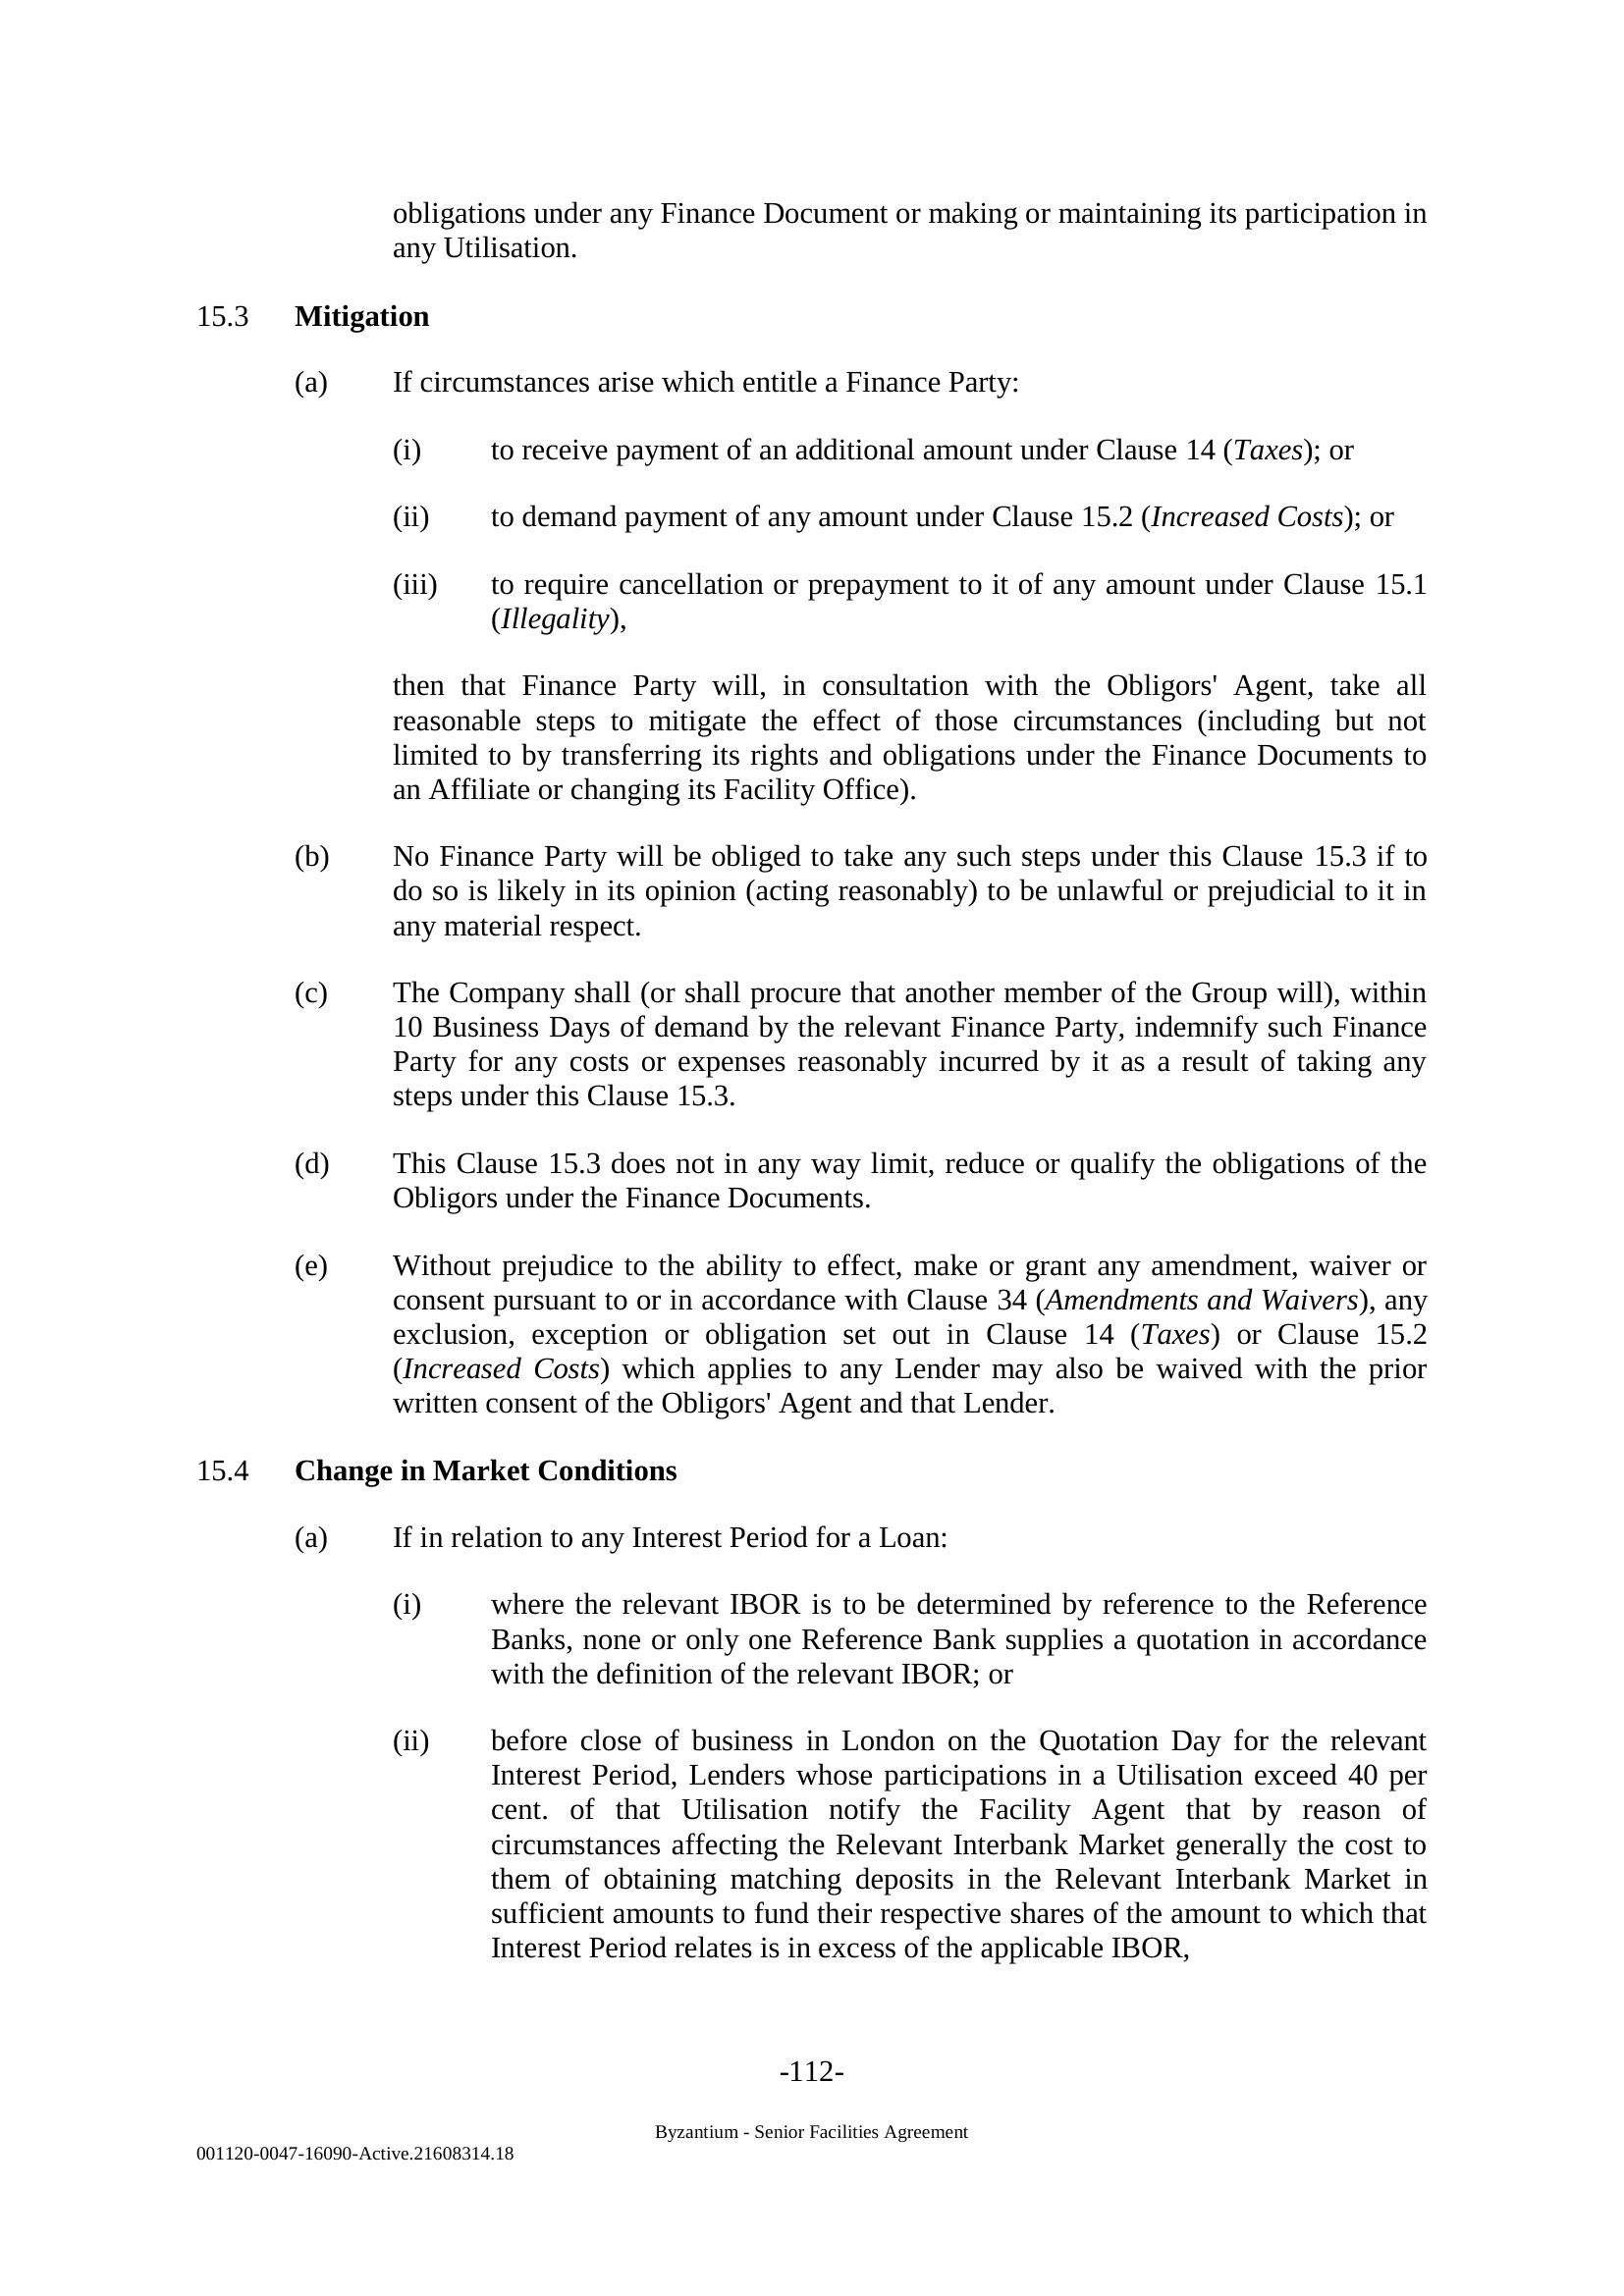 obligations under any Finance Document or making or maintaining its participation in
any Utilisation.
15.3 Mitigation
(a) If circumstances arise which entitle a Finance Party:
(i) to receive payment of an additional amount under Clause 14 (Taxes); or
(ii) to demand payment of any amount under Clause 15.2 (Increased Costs); or
(iii) to require cancellation or prepayment to it of any amount under Clause 15.1
(Illegality),
then that Finance Party will, in consultation with the Obligors' Agent, take all
reasonable steps to mitigate the effect of those circumstances (including but not
limited to by transferring its rights and obligations under the Finance Documents to
an Affiliate or changing its Facility Office).
(b) No Finance Party will be obliged to take any such steps under this Clause 15.3 if to
do so is likely in its opinion (acting reasonably) to be unlawful or prejudicial to it in
any material respect.
(c) The Company shall (or shall procure that another member of the Group will), within
10 Business Days of demand by the relevant Finance Party, indemnify such Finance
Party for any costs or expenses reasonably incurred by it as a result of taking any
steps under this Clause 15.3.
(d) This Clause 15.3 does not in any way limit, reduce or qualify the obligations of the
Obligors under the Finance Documents.
(e) Without prejudice to the ability to effect, make or grant any amendment, waiver or
consent pursuant to or in accordance with Clause 34 (Amendments and Waivers), any
exclusion, exception or obligation set out in Clause 14 (Taxes) or Clause 15.2
(Increased Costs) which applies to any Lender may also be waived with the prior
written consent of the Obligors' Agent and that Lender.
15.4 Change in Market Conditions
(a) If in relation to any Interest Period for a Loan:
(i) where the relevant IBOR is to be determined by reference to the Reference
Banks, none or only one Reference Bank supplies a quotation in accordance
with the definition of the relevant IBOR; or
(ii) before close of business in London on the Quotation Day for the relevant
Interest Period, Lenders whose participations in a Utilisation exceed 40 per
cent. of that Utilisation notify the Facility Agent that by reason of
circumstances affecting the Relevant Interbank Market generally the cost to
them of obtaining matching deposits in the Relevant Interbank Market in
sufficient amounts to fund their respective shares of the amount to which that
Interest Period relates is in excess of the applicable IBOR,
-112-
Byzantium - Senior Facilities Agreement
001120-0047-16090-Active.21608314.18